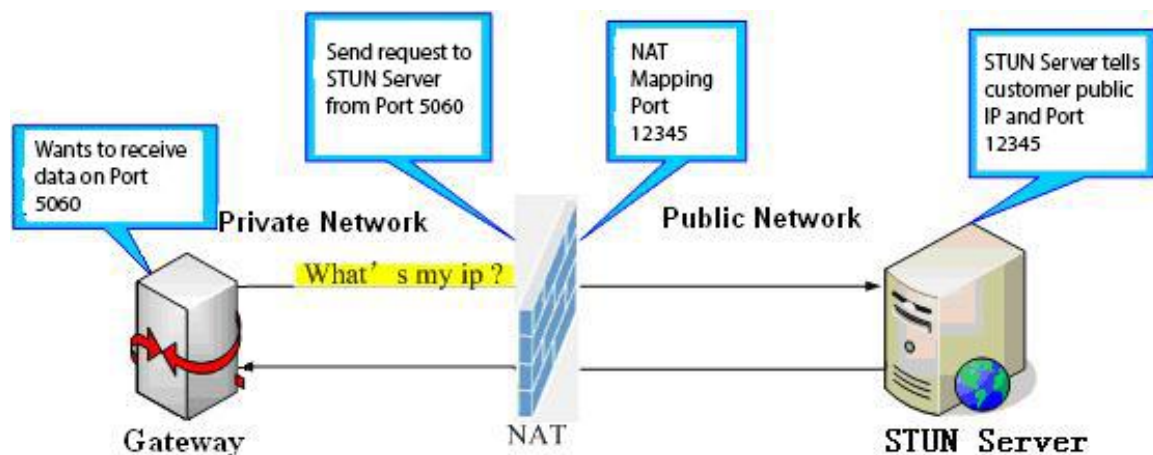 Send request to
STUN Server
from Port 5060
NAT
Mapping
Port
12345
STUN Server tells
customer public
IP and Port
12345
Wants to receive
data on Port
5060
Private Network
Public Network
What’s my ip?
Gateway
NAT
STUN Server